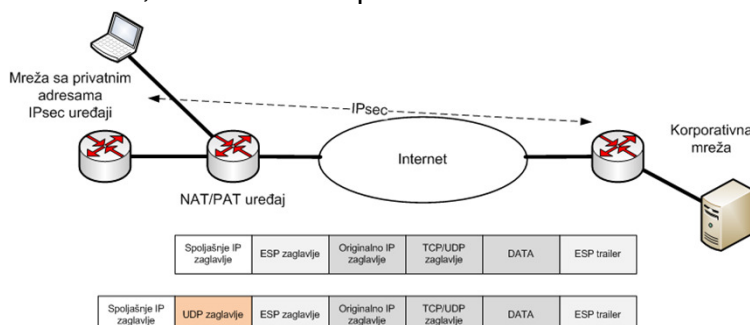 Mreža sa privatnim
adresama
IPsec uređaji
IPsec
Internet
Korporativna
mreža
NAT/PAT uređaj
Spoljašnje IP
zaglavlje
ESP zaglavlje
Originalno IP
zaglavlje
TCP/UDP
zaglavlje
DATA
ESP trailer
Spoljašnje IP
zaglavlje
UDP zaglavlje
ESP zaglavlje
Originalno IP
zaglavlje
TCP/UDP
zaglavlje
DATA
ESP trailer